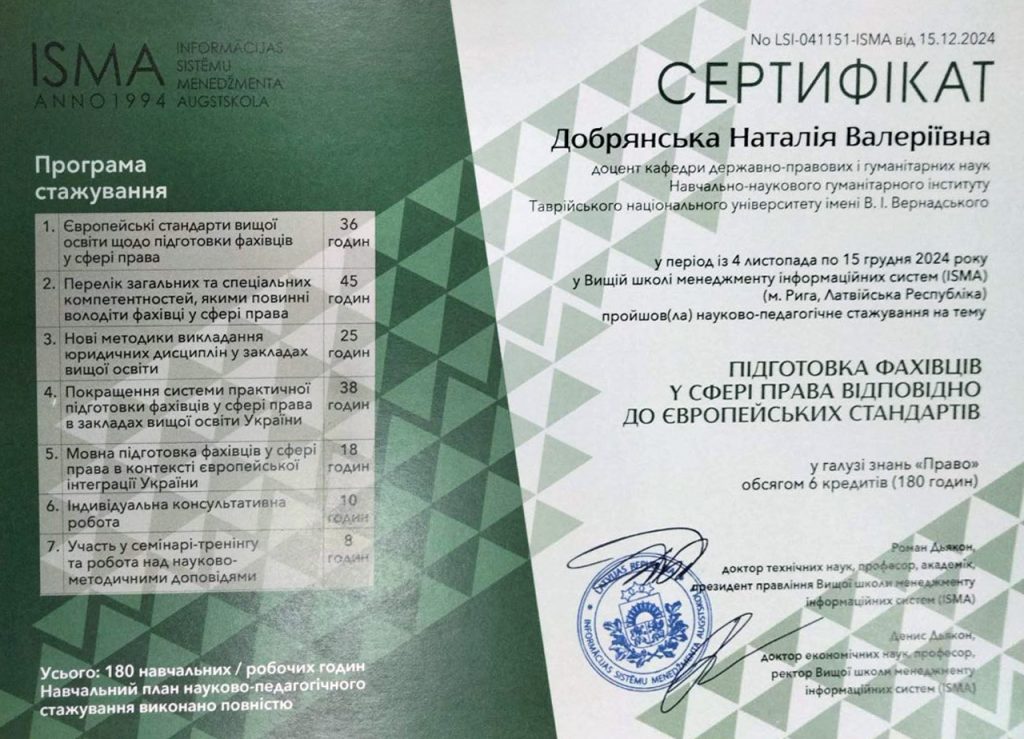 ISMA
ANNO1994
INFORMĀCIJAS
SISTĒMU
MENEDŽMENTA
AUGSTSKOLA
Програма
стажування
1. Європейські стандарти вищої 36
освіти щодо підготовки фахівців годин
у сфері права
2. Перелік загальних та спеціальних 45
компетентностей, якими повинні годин
володіти фахівці у сфері права
3. Нові методики викладання 25
юридичних дисциплін у закладах годин
вищої освіти
4. Покращення системи практичної 38
підготовки фахівців у сфері права годин
в закладах вищої освіти України
5. Мовна підготовка фахівців у сфері 18
права в контексті європейської годин
інтеграції України
6. Індивідуальна консультативна 10
робота годин
7. Участь у семінарі-тренінгу 8
та робота над науково- годин
методичними доповідями
Усього: 180 навчальних / робочих годин
Навчальний план науково-педагогічного
стажування виконано повністю
No LSI-041151-ISMA від 15.12.2024
СЕРТИФІКАТ
Добрянська Наталія Валеріївна
доцент кафедри державно-правових і гуманітарних наук
Навчально-наукового гуманітарного інституту
Таврійського національного університету імені В. І. Вернадського
у період із 4 листопада по 15 грудня 2024 року
у Вищій школі менеджменту інформаційних систем (ISMA)
(м. Рига, Латвійська Республіка)
пройшов(ла) науково-педагогічне стажування на тему
ПІДГОТОВКА ФАХІВЦІВ
У СФЕРІ ПРАВА ВІДПОВІДНО
ДО ЄВРОПЕЙСЬКИХ СТАНДАРТІВ
у галузі знань «Право»
обсягом 6 кредитів (180 годин)
Роман Дьякон,
доктор технічних наук, професор, академік,
президент правління Вищої школи менеджменту
інформаційних систем (ISMA)
Денис Дьякон,
доктор економічних наук, професор,
ректор Вищої школи менеджменту
інформаційних систем (ISMA)
LATVIJAS REPUBLIKA
INFORMĀCIJAS SISTĒMU MENEDŽMENTA AUGSTSKOLA